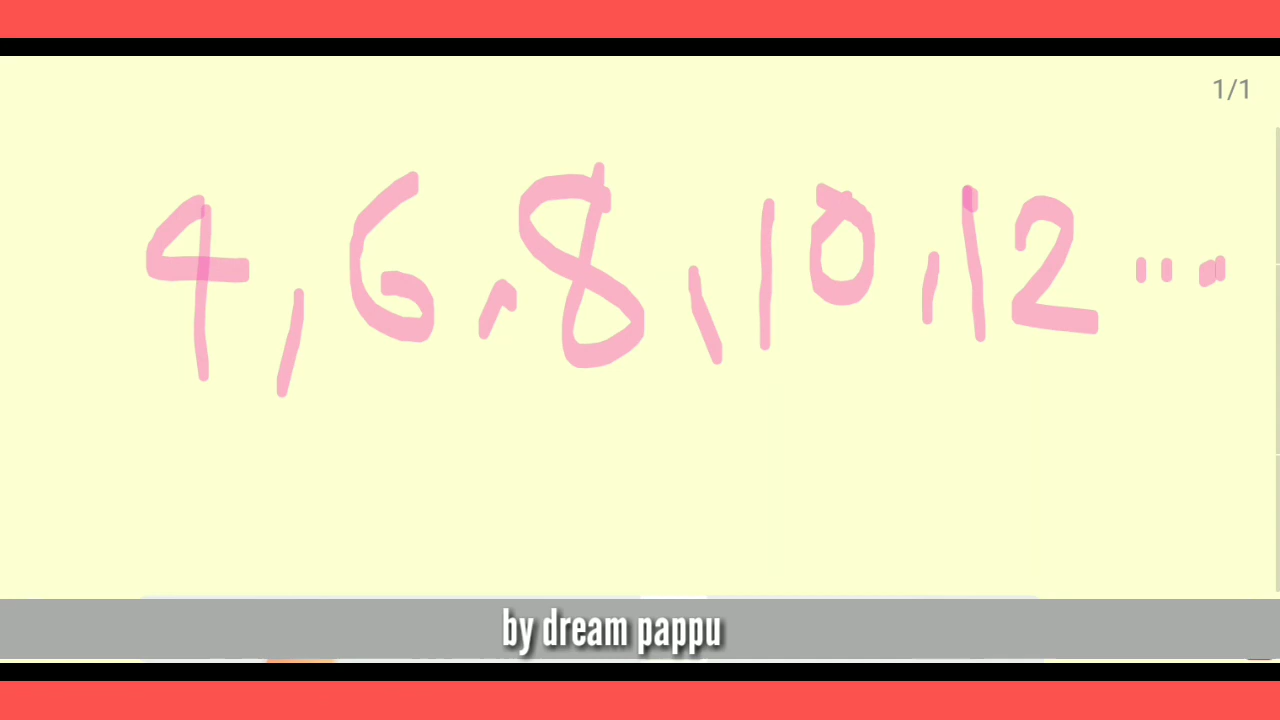 1/1
4, 6, 8, 10, 12 ....
by dream pappu